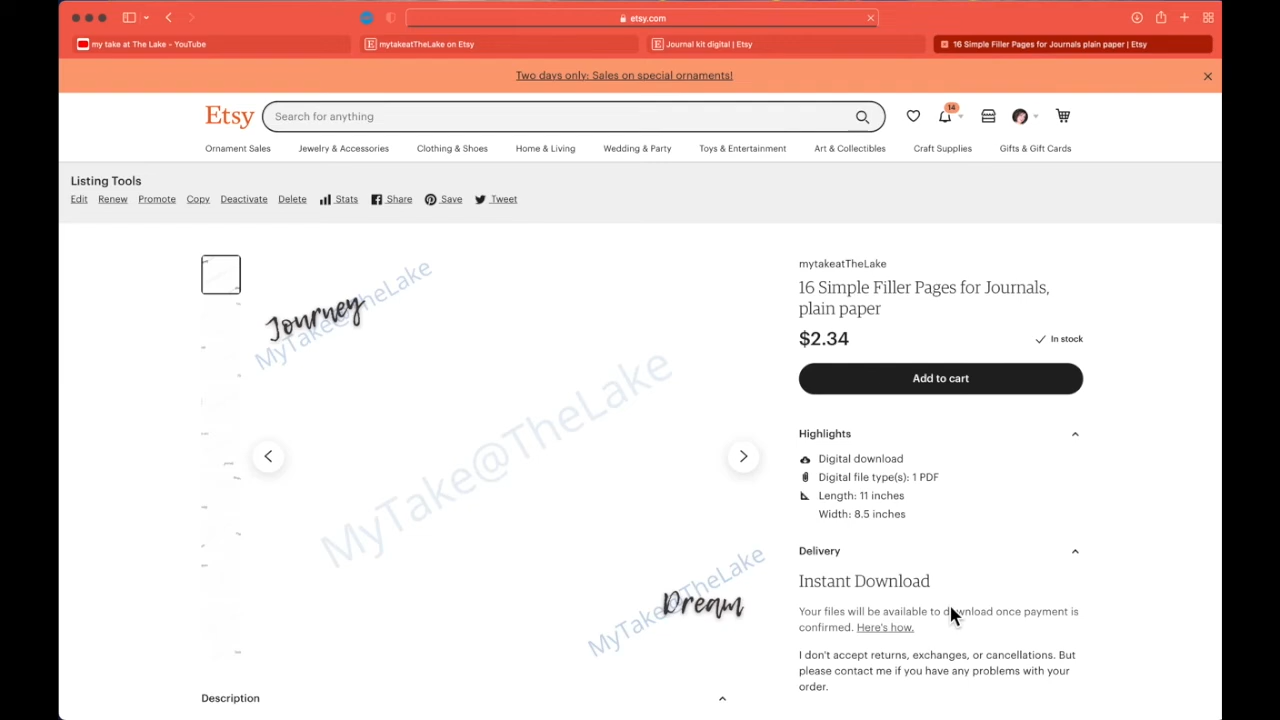 etsy.com
my take at The Lake - YouTube
mytakeatTheLake on Etsy
Journal kit digital | Etsy
16 Simple Filler Pages for Journals plain paper | Etsy
Two days only: Sales on special ornaments!
Etsy
Search for anything
14
Ornament Sales
Jewelry & Accessories
Clothing & Shoes
Home & Living
Wedding & Party
Toys & Entertainment
Art & Collectibles
Craft Supplies
Gifts & Gift Cards
Listing Tools
Edit Renew Promote Copy Deactivate Delete Stats Share Save Tweet
Journey
MyTake@TheLake
MyTake@TheLake
Dream
MyTake@TheLake
mytakeatTheLake
16 Simple Filler Pages for Journals,
plain paper
$2.34
In stock
Add to cart
Highlights
Digital download
Digital file type(s): 1 PDF
Length: 11 inches
Width: 8.5 inches
Delivery
Instant Download
Your files will be available to download once payment is
confirmed. Here's how.
I don't accept returns, exchanges, or cancellations. But
please contact me if you have any problems with your
order.
Description